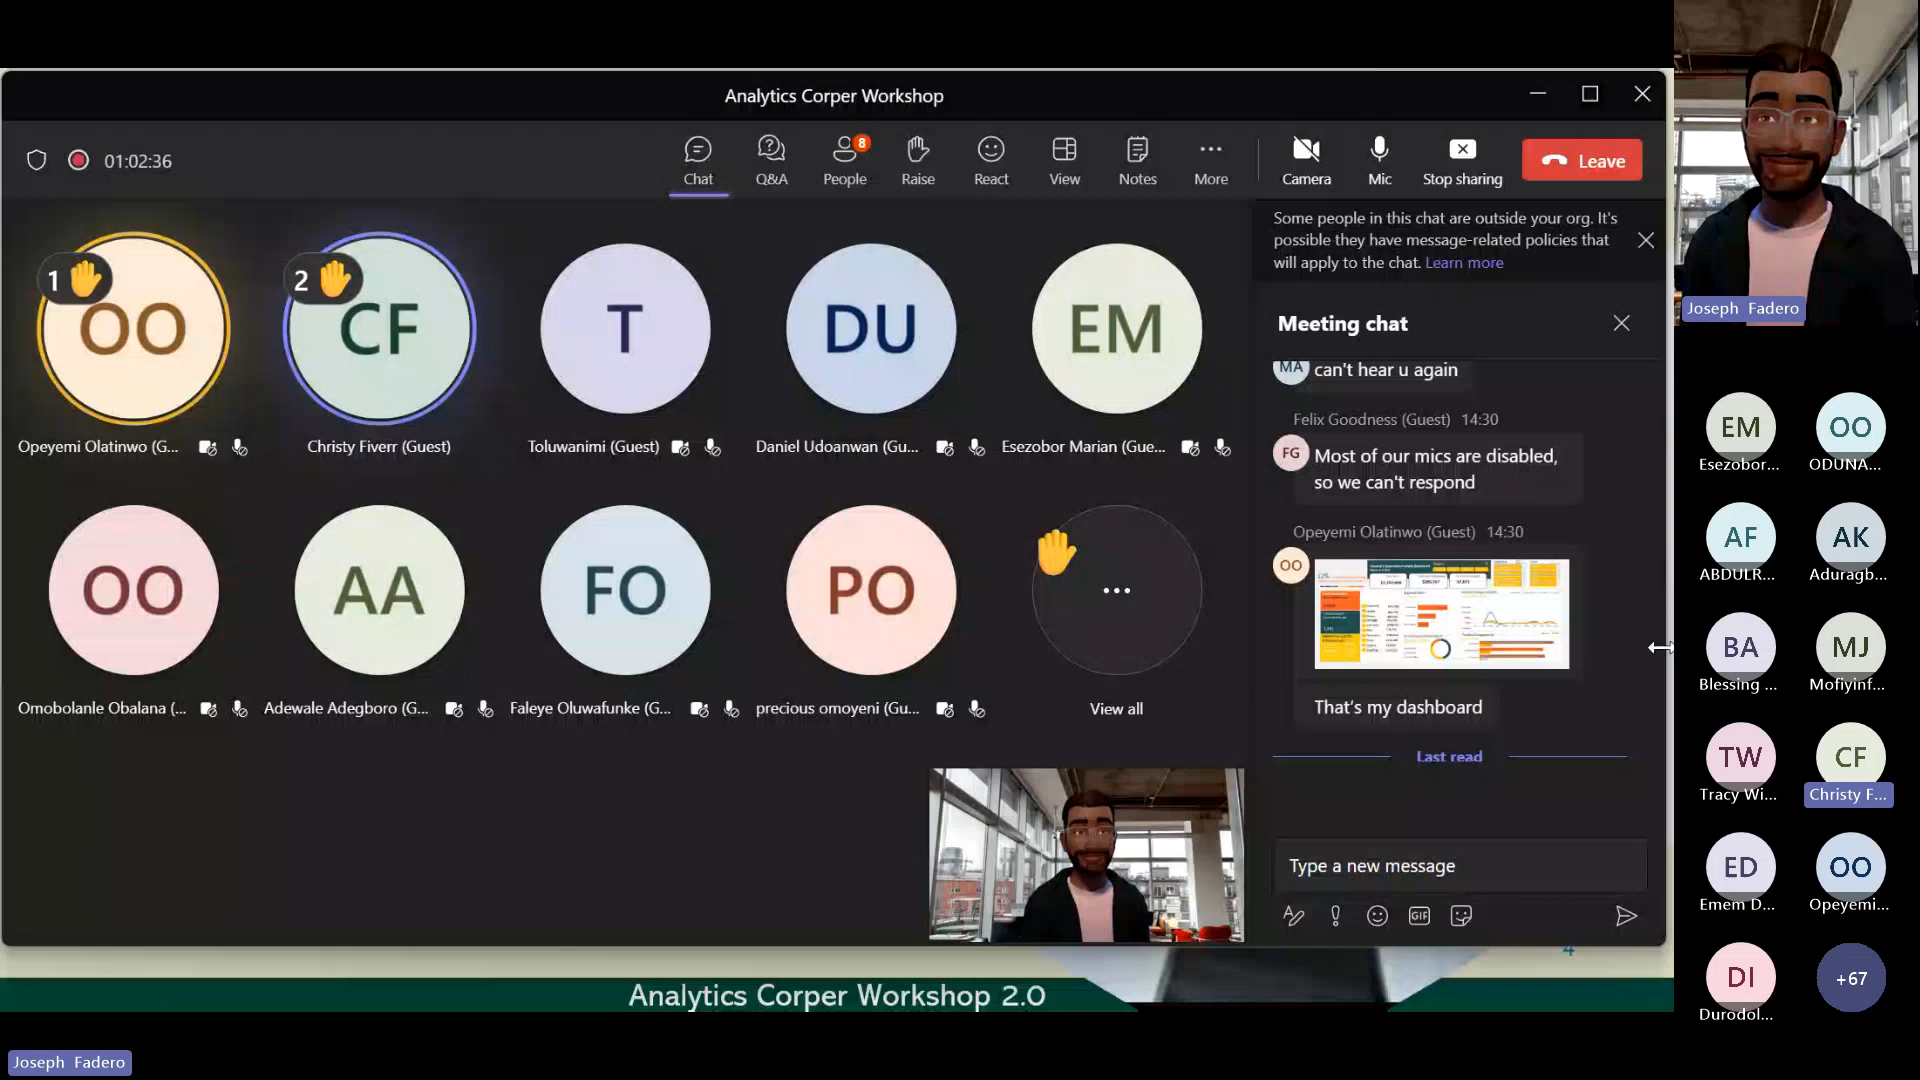 Analytics Corper Workshop
01:02:36
Chat
Q&A
8
People
Raise
React
View
Notes
More
Camera
Mic
Stop sharing
Leave
1
OO
Opeyemi Olatinwo (G...
2
CF
Christy Fiverr (Guest)
T
Toluwanimi (Guest)
DU
Daniel Udoanwan (Gu...
EM
Esezobor Marian (Gue...
OO
Omobolanle Obalana (...
AA
Adewale Adegboro (G...
FO
Faleye Oluwafunke (G...
PO
precious omoyeni (Gu...
...
View all
Some people in this chat are outside your org. It's
possible they have message-related policies that
will apply to the chat. Learn more
Meeting chat
MA
can't hear u again
Felix Goodness (Guest) 14:30
FG
Most of our mics are disabled,
so we can't respond
Opeyemi Olatinwo (Guest) 14:30
OO
That's my dashboard
Last read
Type a new message
GIF
4
Analytics Corper Workshop 2.0
Joseph Fadero
Joseph Fadero
EM
Esezobor...
OO
ODUNA...
AF
ABDULR...
AK
Aduragb...
BA
Blessing ...
MJ
Mofiyinf...
TW
Tracy Wi...
CF
Christy F...
ED
Emem D...
OO
Opeyemi...
DI
Durodol...
+67